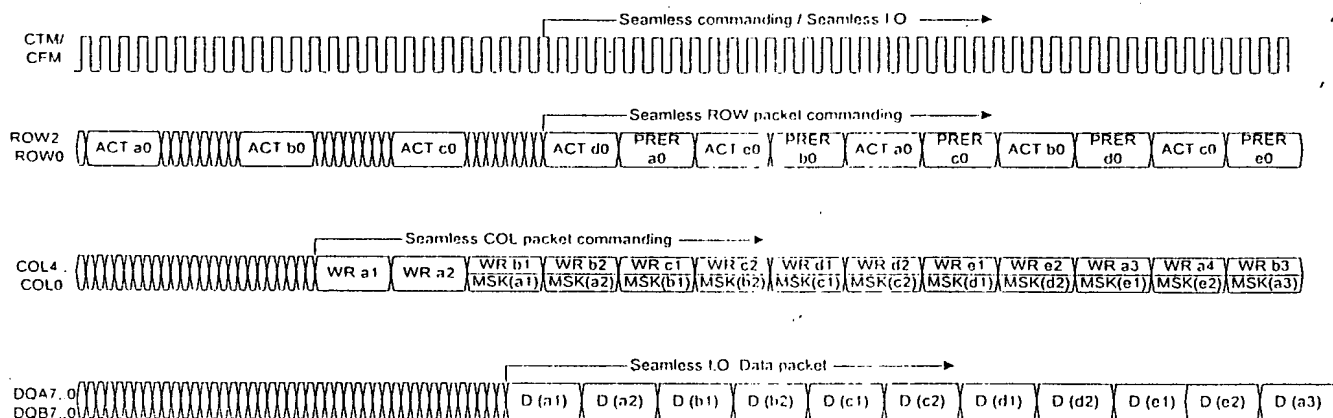 Seamless commanding / Seamless I.O
CTM/
CFM
Seamless ROW packet commanding
ROW2
ROW0
ACT a0 ACT b0 ACT c0 ACT d0 PRER a0 ACT e0 PRER b0 ACT a0 PRER c0 ACT b0 PRER d0 ACT c0 PRER e0
Seamless COL packet commanding
COL4..
COL0
WR a1 WR a2 WR b1 WR b2 WR c1 WR c2 WR d1 WR d2 WR e1 WR e2 WR a3 WR a4 WR b3
MSK(a1) MSK(a2) MSK(b1) MSK(b2) MSK(c1) MSK(c2) MSK(d1) MSK(d2) MSK(e1) MSK(e2) MSK(a3)
Seamless I.O Data packet
DQA7..0
DQB7..0
D (a1) D (a2) D (b1) D (b2) D (c1) D (c2) D (d1) D (d2) D (e1) D (e2) D (a3)